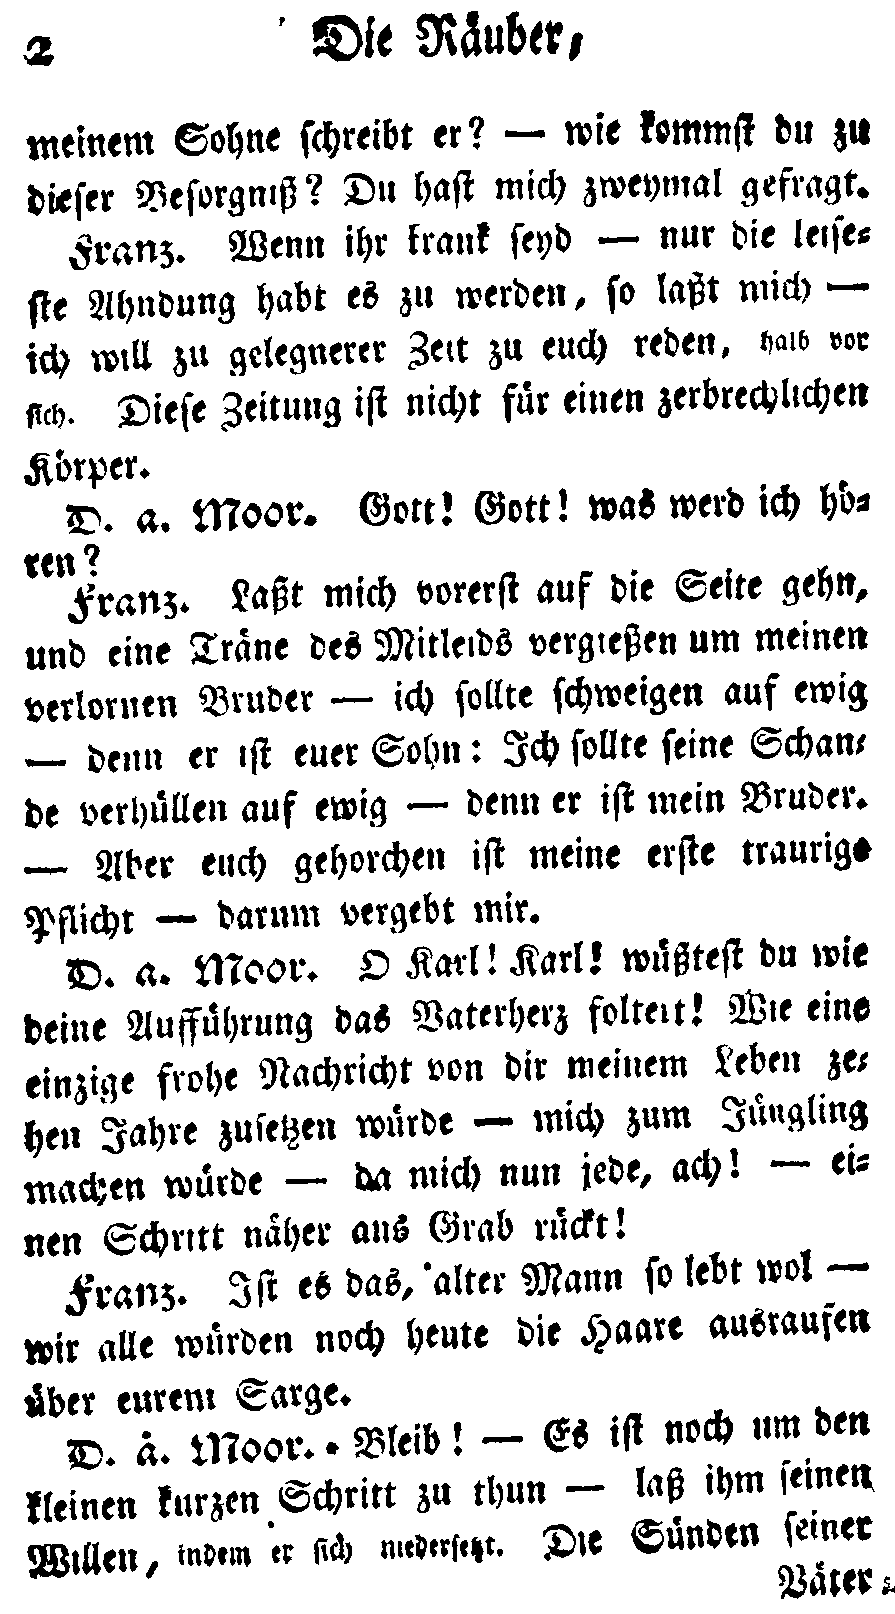 2 Die Räuber,
meinem Sohne schreibt er? — wie kommst du zu
dieser Besorgniß? Du hast mich zweymal gefragt.
Franz. Wenn ihr krank seyd — nur die leise-
ste Ahndung habt es zu werden, so laßt mich —
ich will zu gelegnerer Zeit zu euch reden, halb vor
sich. Diese Zeitung ist nicht für einen zerbrechlichen
Körper.
D. a. Moor. Gott! Gott! was werd ich hö-
ren?
Franz. Laßt mich vorerst auf die Seite gehn,
und eine Träne des Mitleids vergießen um meinen
verlornen Bruder — ich sollte schweigen auf ewig
— denn er ist euer Sohn: Ich sollte seine Schan-
de verhüllen auf ewig — denn er ist mein Bruder.
— Aber euch gehorchen ist meine erste traurige
Pflicht — darum vergebt mir.
D. a. Moor. O Karl! Karl! wüßtest du wie
deine Aufführung das Vaterherz foltert! Wie eine
einzige frohe Nachricht von dir meinem Leben ze-
hen Jahre zusetzen würde — mich zum Jüngling
machen würde — da mich nun jede, ach! — ei-
nen Schritt näher ans Grab rückt!
Franz. Ist es das, alter Mann so lebt wol —
wir alle würden noch heute die Haare ausraufen
über eurem Sarge.
D. a. Moor. Bleib! — Es ist noch um den
kleinen kurzen Schritt zu thun — laß ihm seinen
Willen, indem er sich niedersetzt. Die Sünden seiner
Väter